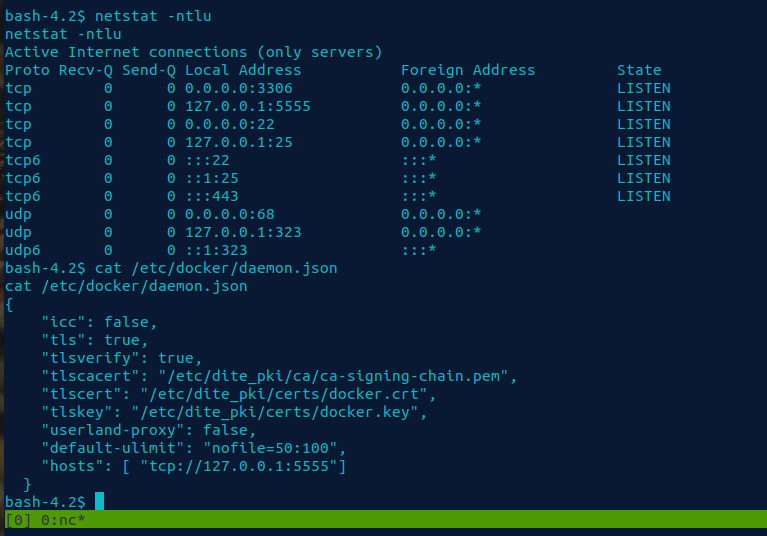 bash-4.2$ netstat -ntlu
netstat -ntlu
Active Internet connections (only servers)
Proto Recv-Q Send-Q Local Address           Foreign Address         State
tcp        0      0 0.0.0.0:3306            0.0.0.0:*               LISTEN
tcp        0      0 127.0.0.1:5555          0.0.0.0:*               LISTEN
tcp        0      0 0.0.0.0:22              0.0.0.0:*               LISTEN
tcp        0      0 127.0.0.1:25            0.0.0.0:*               LISTEN
tcp6       0      0 :::22                   :::*                    LISTEN
tcp6       0      0 ::1:25                  :::*                    LISTEN
tcp6       0      0 :::443                  :::*                    LISTEN
udp        0      0 0.0.0.0:68              0.0.0.0:*
udp        0      0 127.0.0.1:323           0.0.0.0:*
udp6       0      0 ::1:323                 :::*
bash-4.2$ cat /etc/docker/daemon.json
cat /etc/docker/daemon.json
{
    "icc": false,
    "tls": true,
    "tlsverify": true,
    "tlscacert": "/etc/dite_pki/ca/ca-signing-chain.pem",
    "tlscert": "/etc/dite_pki/certs/docker.crt",
    "tlskey": "/etc/dite_pki/certs/docker.key",
    "userland-proxy": false,
    "default-ulimit": "nofile=50:100",
    "hosts": [ "tcp://127.0.0.1:5555"]
  }
bash-4.2$
[0] 0:nc*